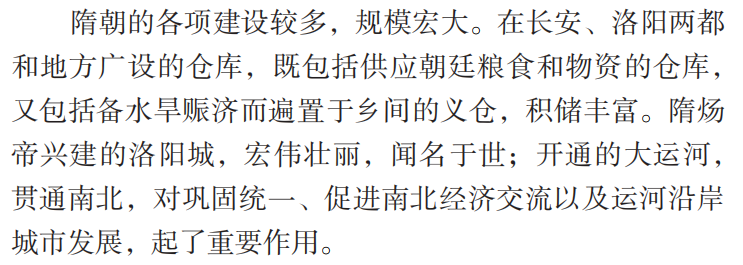 隋朝的各项建设较多，规模宏大。在长安、洛阳两都
和地方广设的仓库，既包括供应朝廷粮食和物资的仓库，
又包括备水旱赈济而遍置于乡间的义仓，积储丰富。隋炀
帝兴建的洛阳城，宏伟壮丽，闻名于世；开通的大运河，
贯通南北，对巩固统一、促进南北经济交流以及运河沿岸
城市发展，起了重要作用。